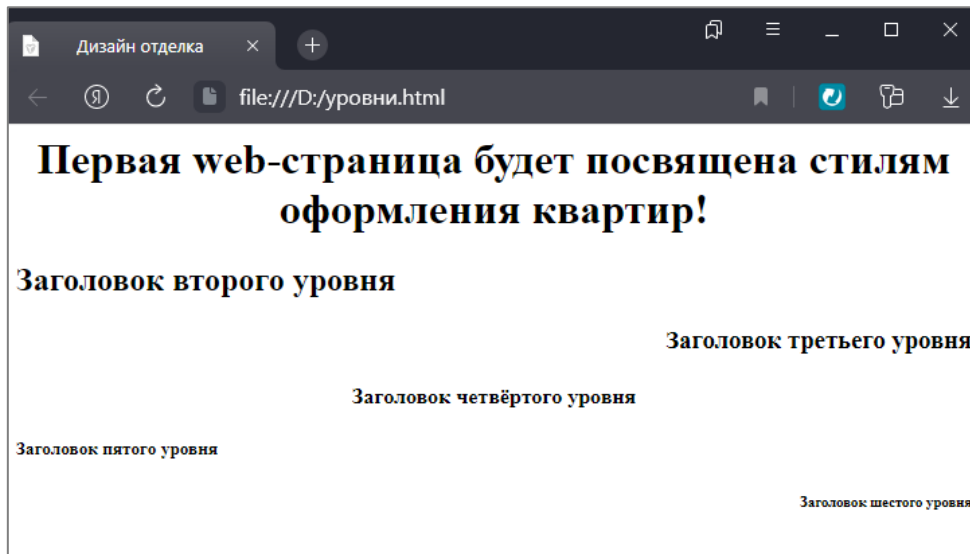 Дизайн отделка
file:///D:/уровни.html
Первая web-страница будет посвящена стилям
оформления квартир!
Заголовок второго уровня
Заголовок третьего уровня
Заголовок четвёртого уровня
Заголовок пятого уровня
Заголовок шестого уровня